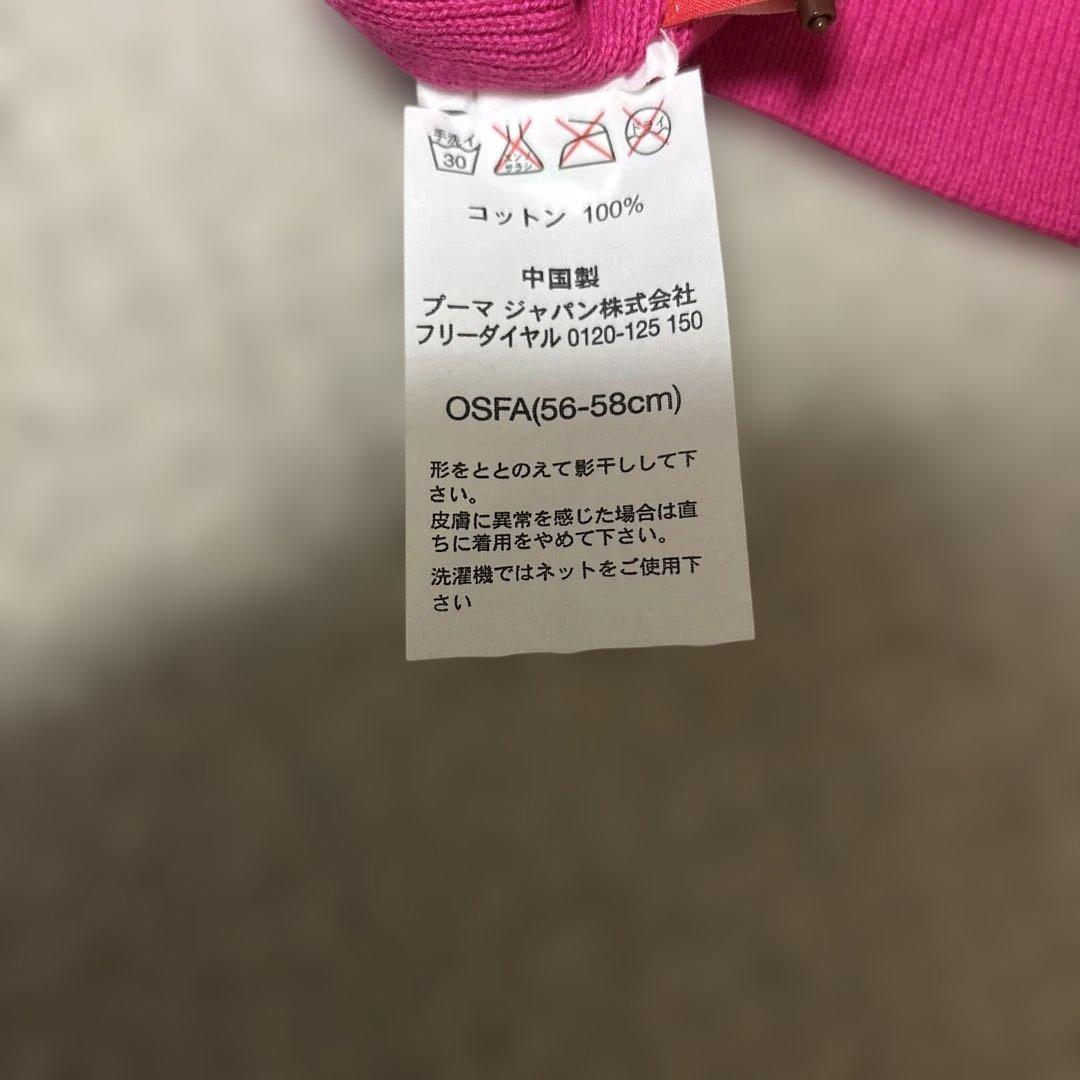 手洗イ 30 エンソ サラシ ドライ
コットン 100%
中国製
プーマ ジャパン株式会社
フリーダイヤル 0120-125 150
OSFA(56-58cm)
形をととのえて影干しして下
さい。
皮膚に異常を感じた場合は直
ちに着用をやめて下さい。
洗濯機ではネットをご使用下
さい